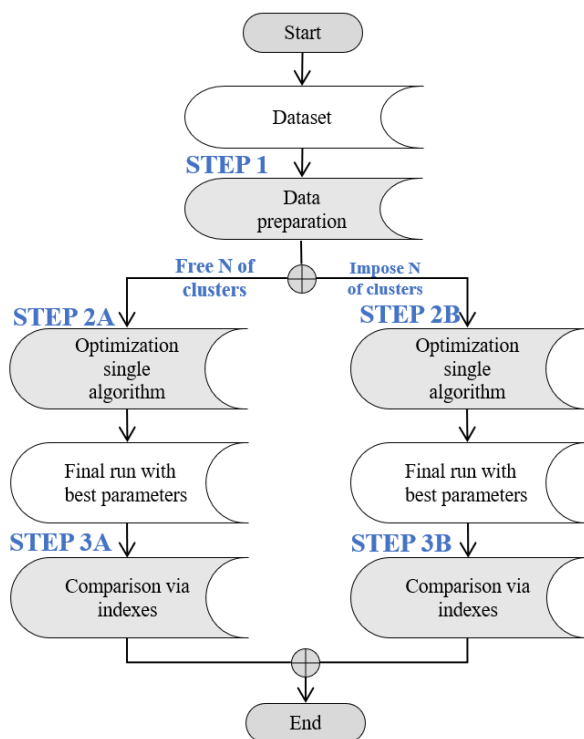 Start
Dataset
STEP 1
Data
preparation
Free N of
clusters
Impose N
of clusters
STEP 2A
Optimization
single
algorithm
Final run with
best parameters
STEP 3A
Comparison via
indexes
STEP 2B
Optimization
single
algorithm
Final run with
best parameters
STEP 3B
Comparison via
indexes
End